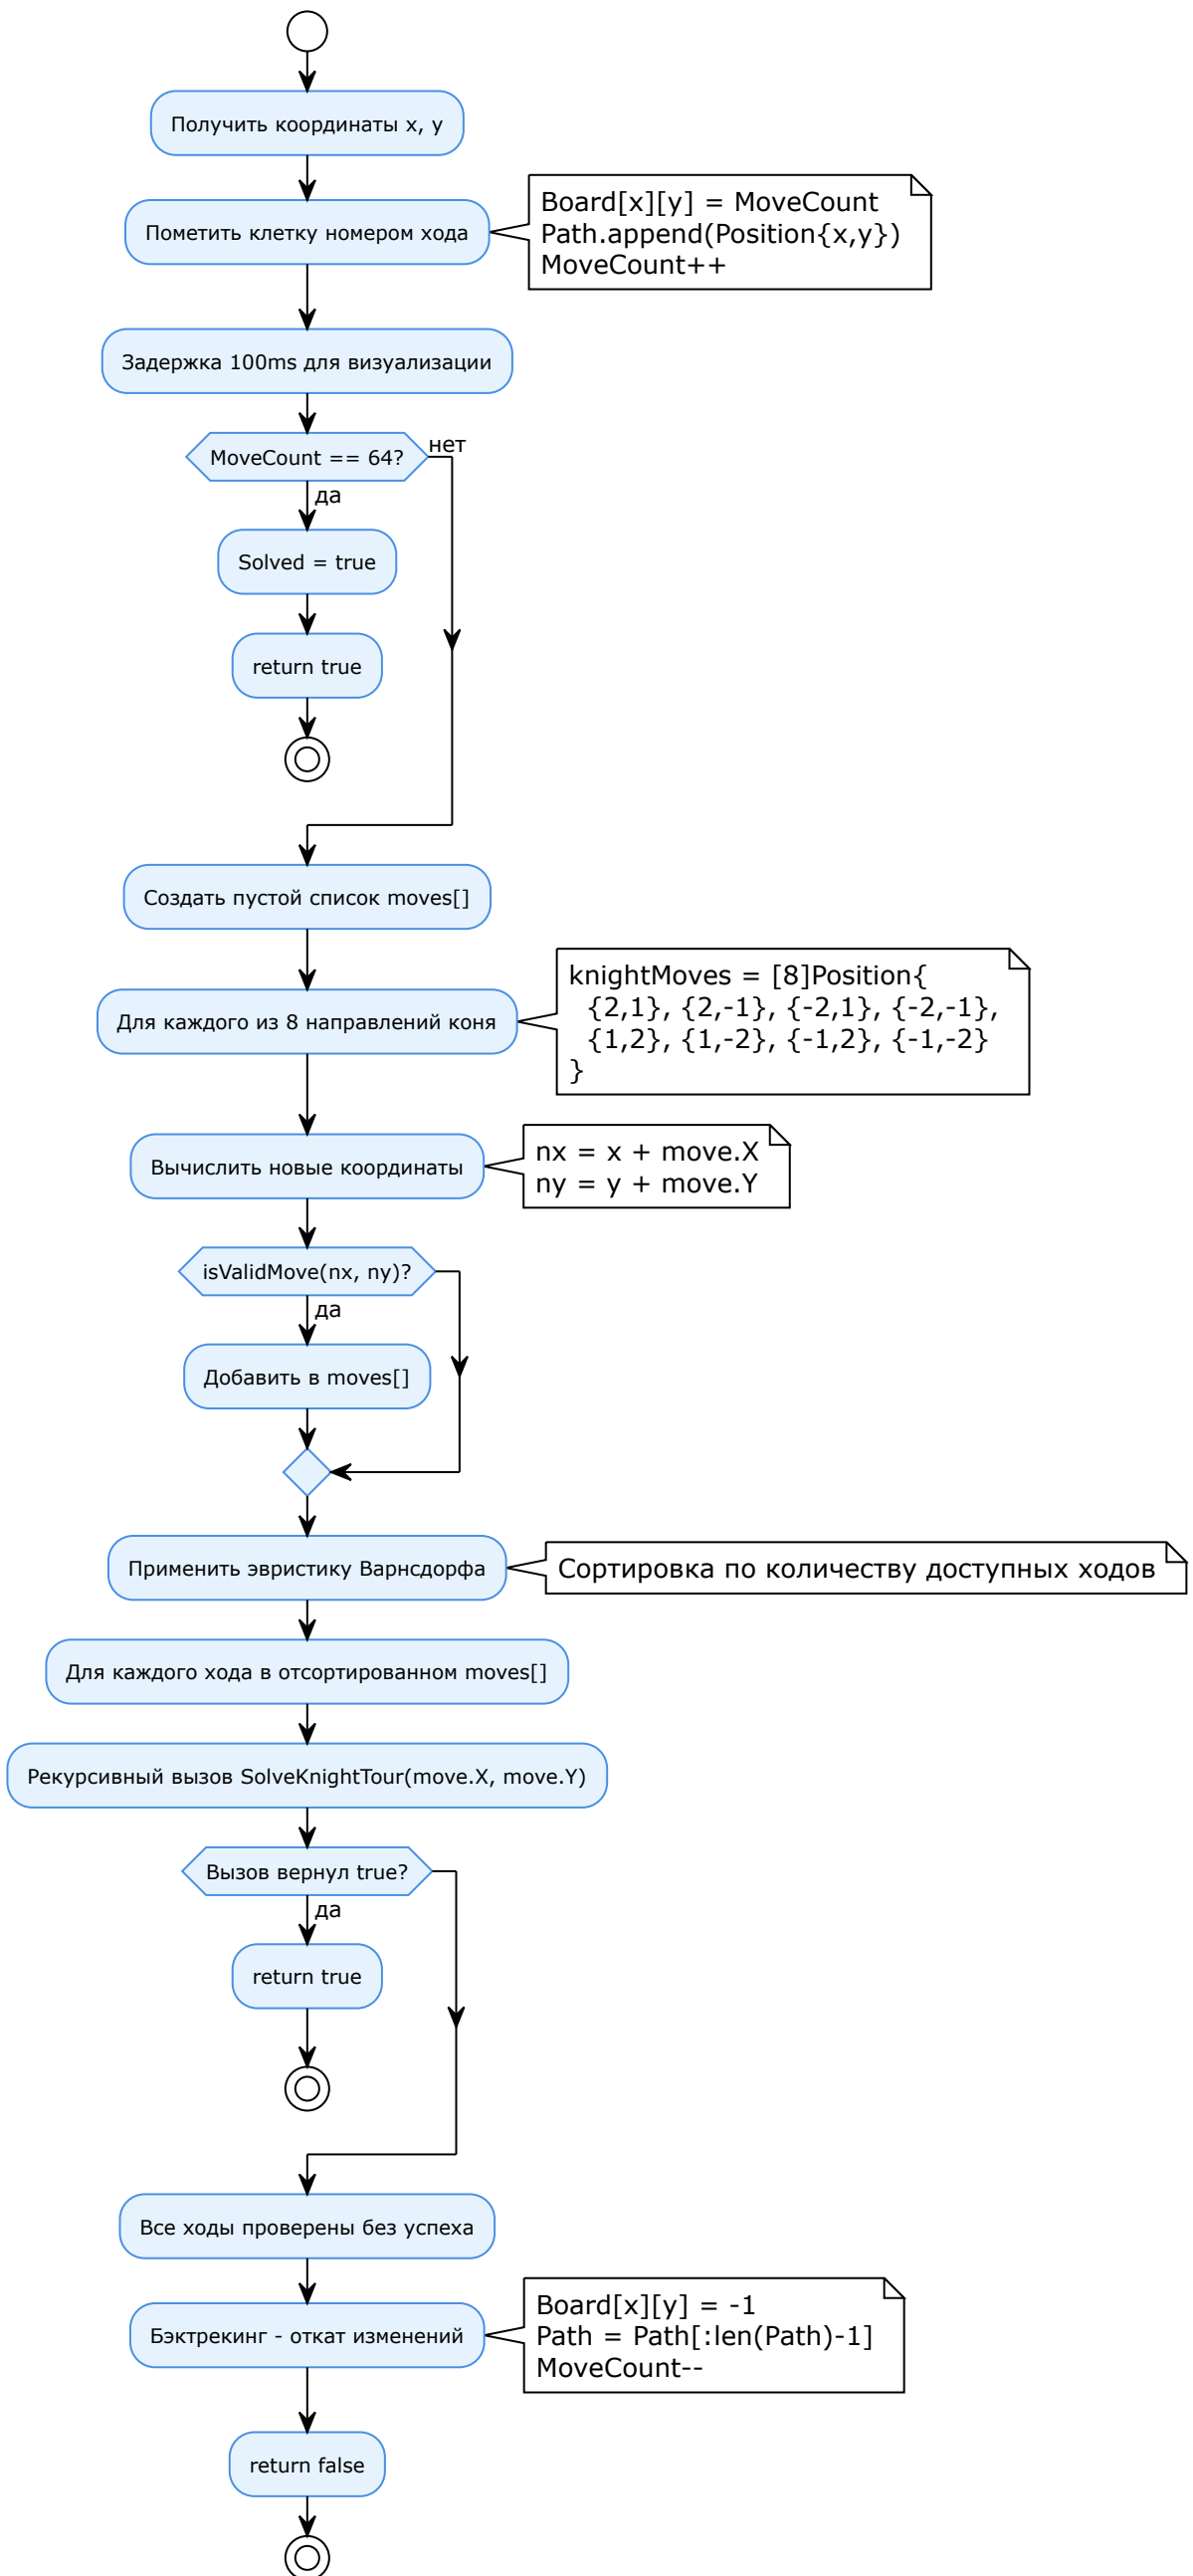 Получить координаты x, y
Пометить клетку номером хода
Board[x][y] = MoveCount
Path.append(Position{x,y})
MoveCount++
Задержка 100ms для визуализации
MoveCount == 64?
нет
да
Solved = true
return true
Создать пустой список moves[]
Для каждого из 8 направлений коня
knightMoves = [8]Position{
{2,1}, {2,-1}, {-2,1}, {-2,-1},
{1,2}, {1,-2}, {-1,2}, {-1,-2}
}
Вычислить новые координаты
nx = x + move.X
ny = y + move.Y
isValidMove(nx, ny)?
да
Добавить в moves[]
Применить эвристику Варнсдорфа
Сортировка по количеству доступных ходов
Для каждого хода в отсортированном moves[]
Рекурсивный вызов SolveKnightTour(move.X, move.Y)
Вызов вернул true?
да
return true
Все ходы проверены без успеха
Бэктрекинг - откат изменений
Board[x][y] = -1
Path = Path[:len(Path)-1]
MoveCount--
return false